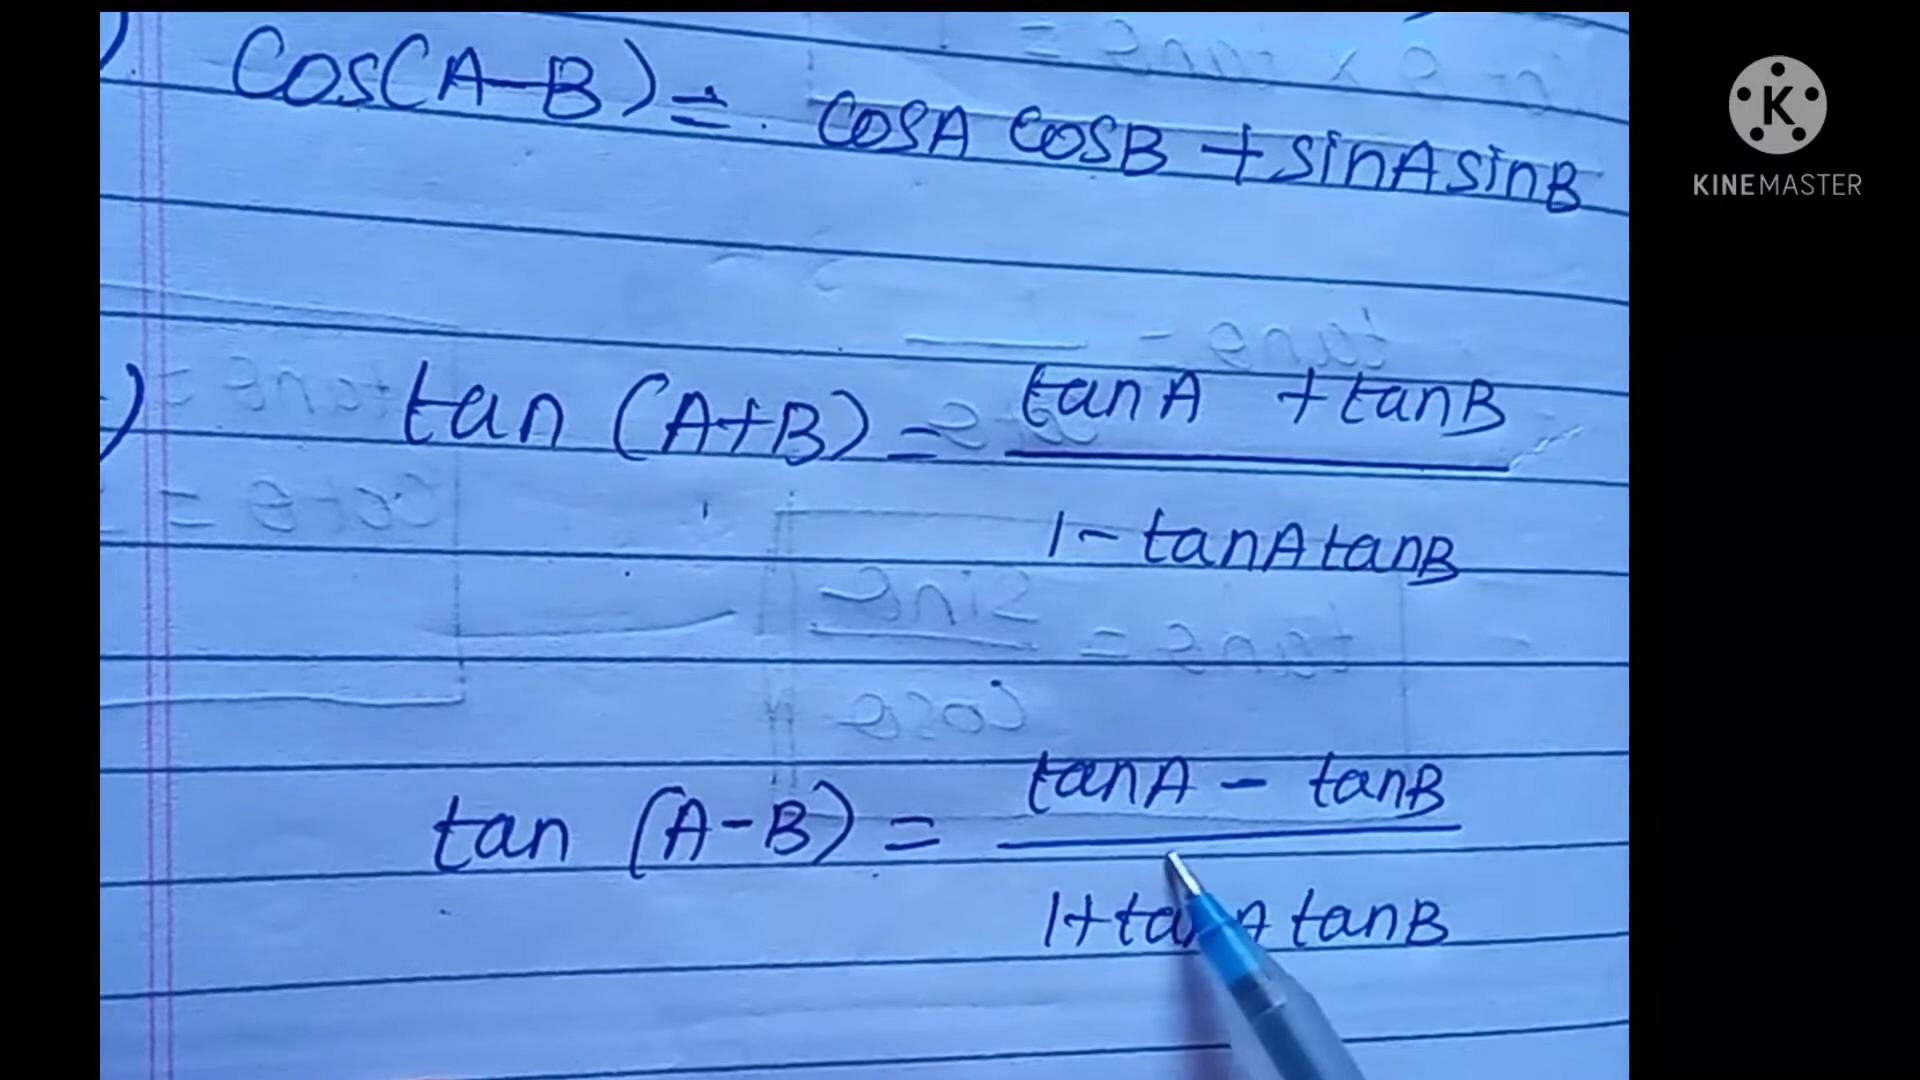 ) Cos(A-B) = cosA cosB + sinA sinB
K
KINEMASTER
) tan (A+B) = tanA + tanB
1 - tanA tanB
tan (A-B) = tanA - tanB
1 + tanA tanB